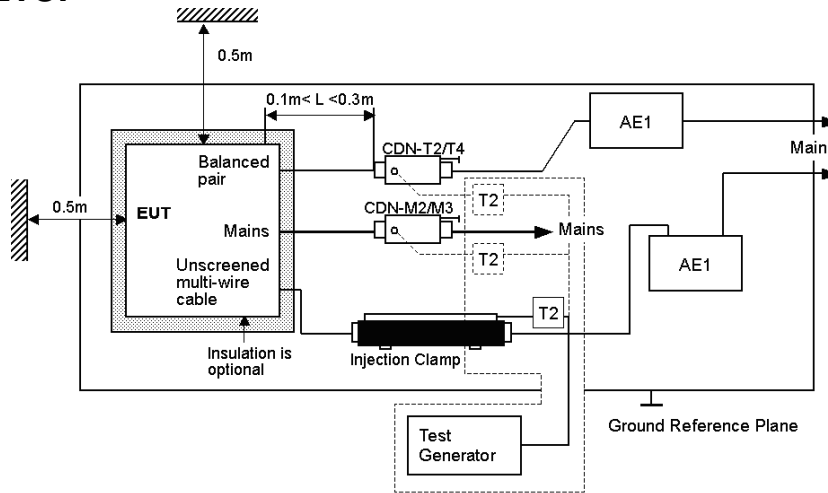 0.5m
0.1m< L <0.3m
AE1
Main
CDN-T2/T4
Balanced
pair
T2
0.5m
EUT
CDN-M2/M3
Mains
Mains
T2
AE1
Unscreened
multi-wire
cable
T2
Injection Clamp
Insulation is
optional
Ground Reference Plane
Test
Generator